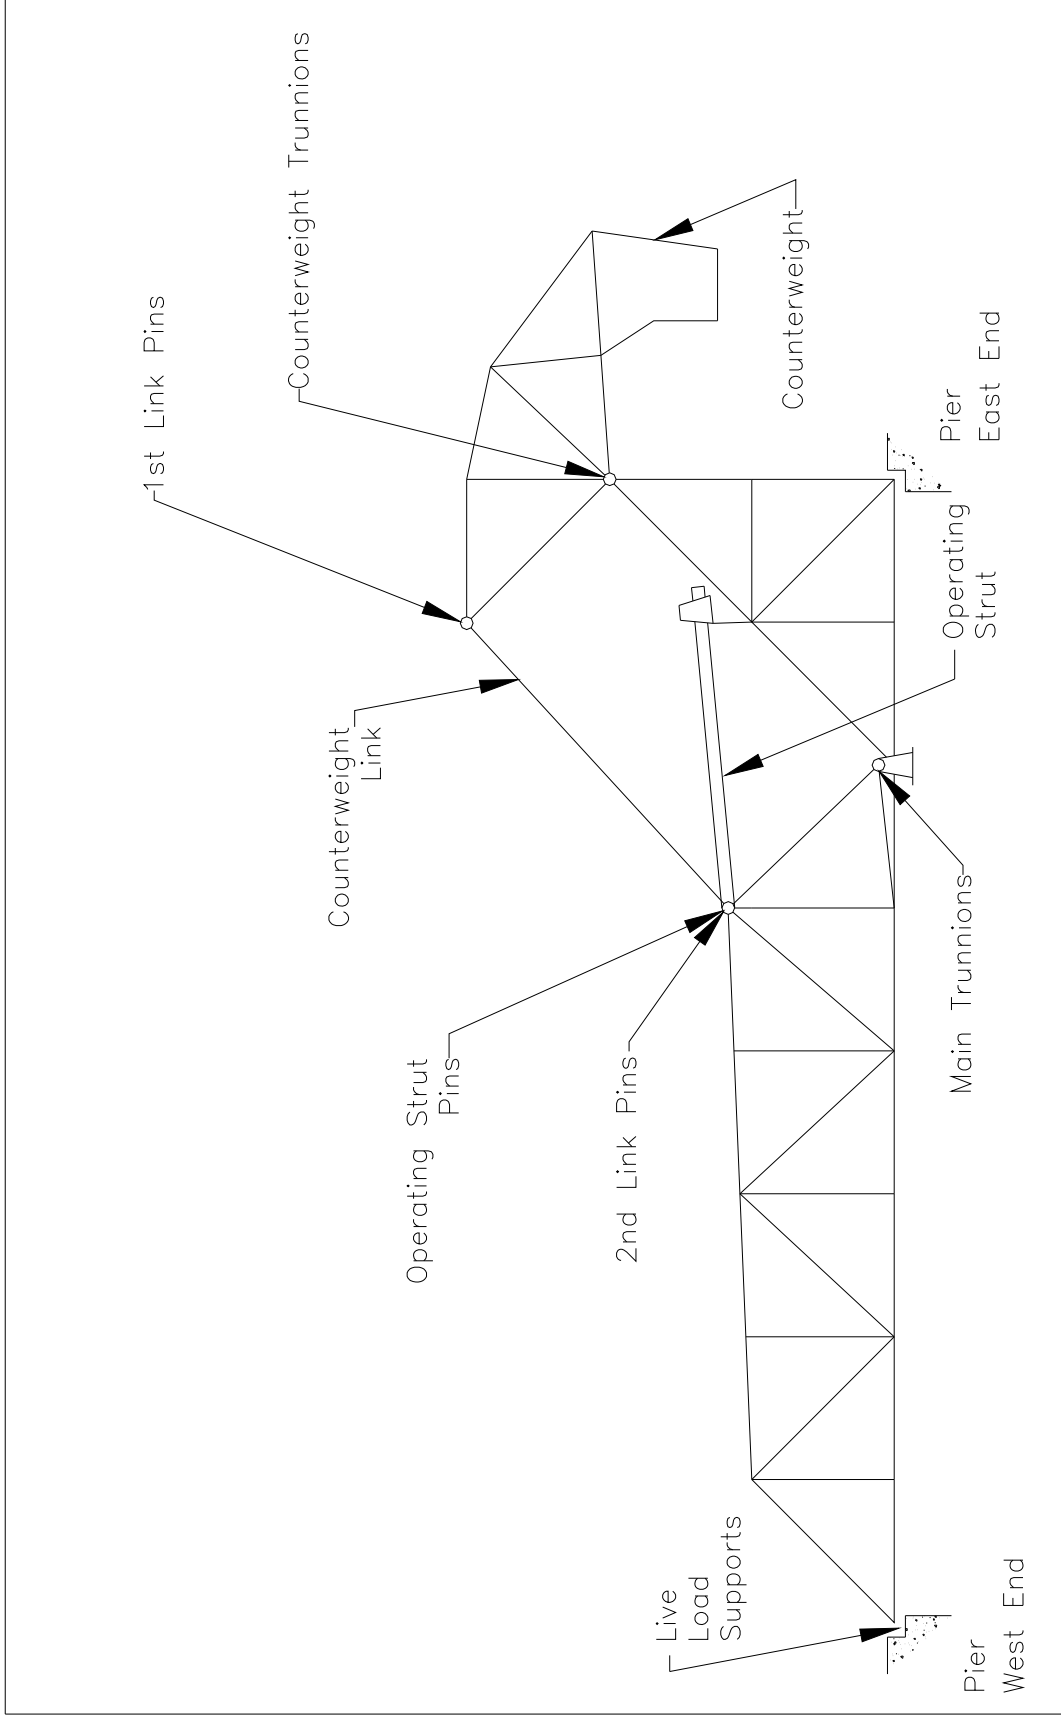 1st Link Pins
Counterweight Trunnions
Counterweight
Link
Counterweight
Operating Strut
Pins
2nd Link Pins
Operating
Strut
Pier
East End
Main Trunnions
Live
Load
Supports
Pier
West End